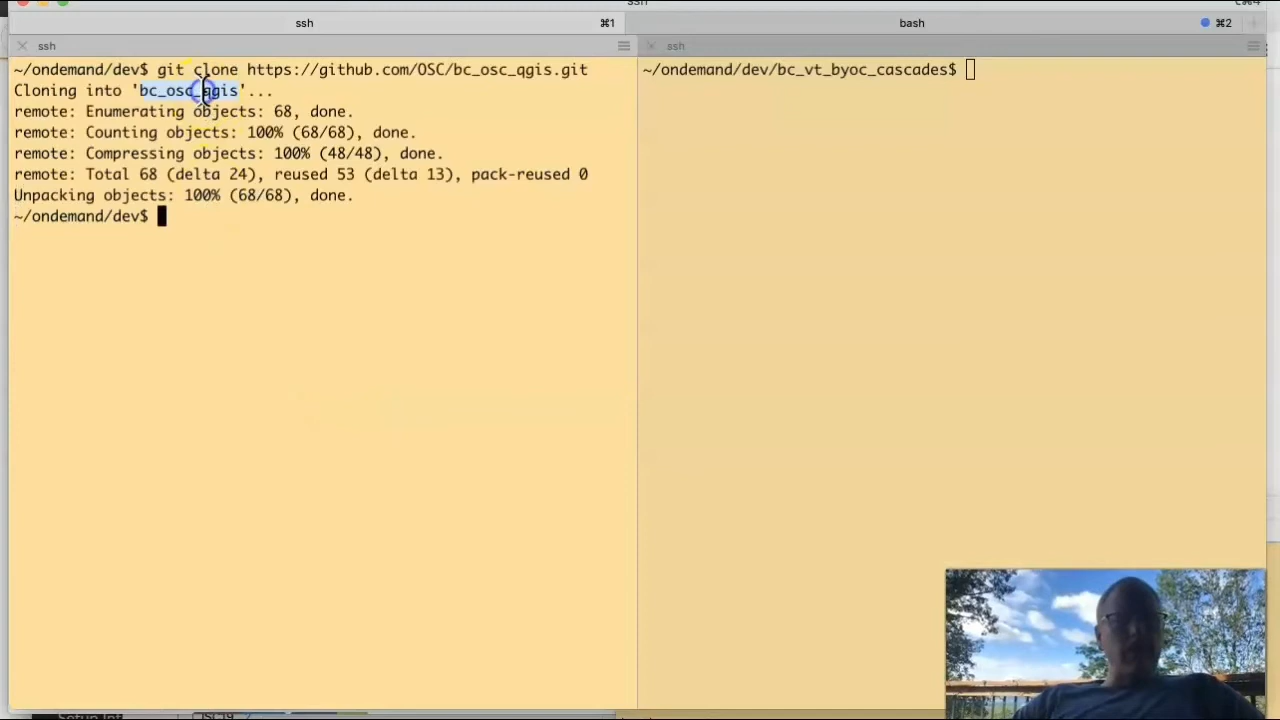 ssh
ssh
⌘1
bash
⌘2
ssh
ssh
~/ondemand/dev$ git clone https://github.com/OSC/bc_osc_qgis.git
Cloning into 'bc_osc_qgis'...
remote: Enumerating objects: 68, done.
remote: Counting objects: 100% (68/68), done.
remote: Compressing objects: 100% (48/48), done.
remote: Total 68 (delta 24), reused 53 (delta 13), pack-reused 0
Unpacking objects: 100% (68/68), done.
~/ondemand/dev$
~/ondemand/dev/bc_vt_byoc_cascades$